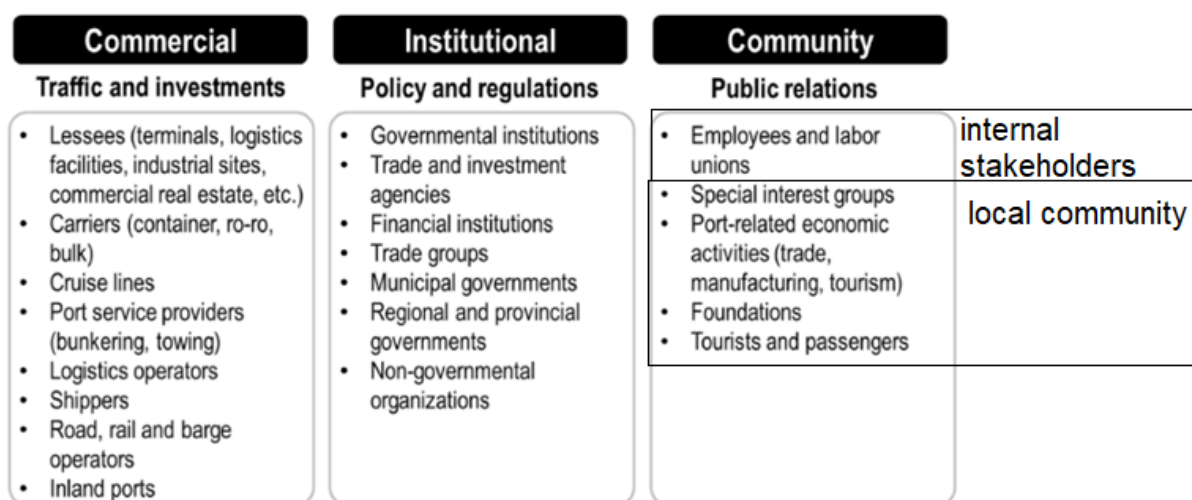 Commercial
Traffic and investments
• Lessees (terminals, logistics
facilities, industrial sites,
commercial real estate, etc.)
• Carriers (container, ro-ro,
bulk)
• Cruise lines
• Port service providers
(bunkering, towing)
• Logistics operators
• Shippers
• Road, rail and barge
operators
• Inland ports
Institutional
Policy and regulations
• Governmental institutions
• Trade and investment
agencies
• Financial institutions
• Trade groups
• Municipal governments
• Regional and provincial
governments
• Non-governmental
organizations
Community
Public relations
• Employees and labor
unions
• Special interest groups
• Port-related economic
activities (trade,
manufacturing, tourism)
• Foundations
• Tourists and passengers
internal
stakeholders
local community